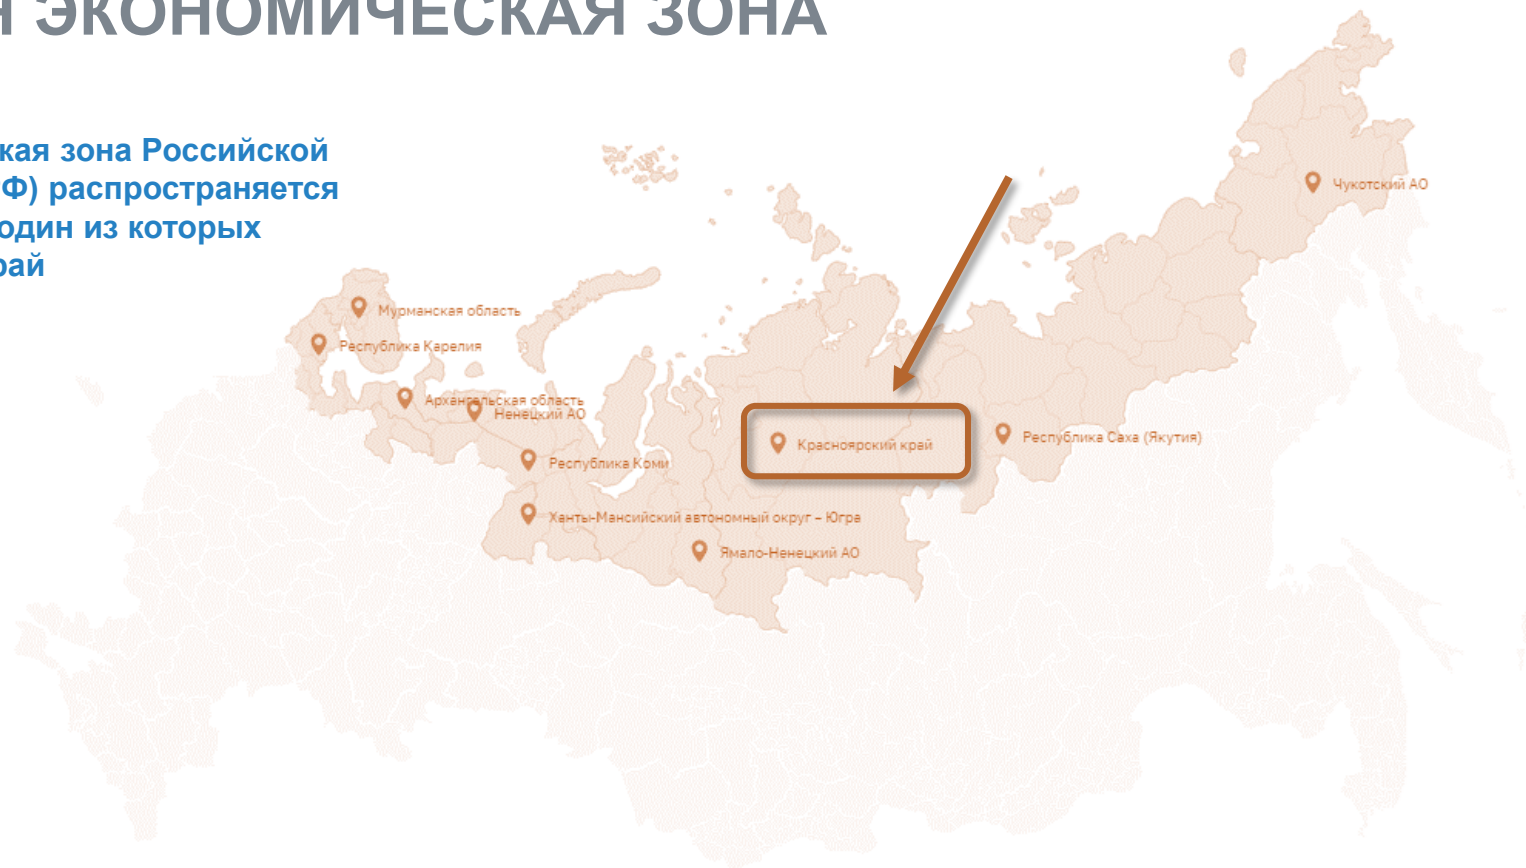 Я ЭКОНОМИЧЕСКАЯ ЗОНА
кая зона Российской
Ф) распространяется
один из которых
рай
Чукотский АО
Мурманская область
Республика Карелия
Архангельская область
Ненецкий АО
Красноярский край
Республика Саха (Якутия)
Республика Коми
Ханты-Мансийский автономный округ – Югра
Ямало-Ненецкий АО